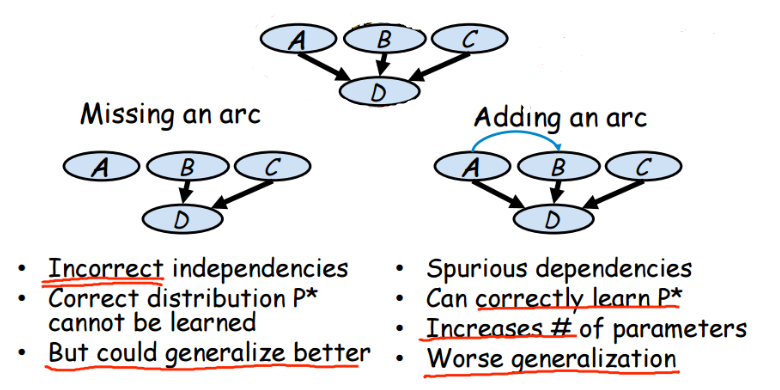 A B C
D
Missing an arc
A B C
D
• Incorrect independencies
• Correct distribution P*
cannot be learned
• But could generalize better
Adding an arc
A B C
D
• Spurious dependencies
• Can correctly learn P*
• Increases # of parameters
• Worse generalization